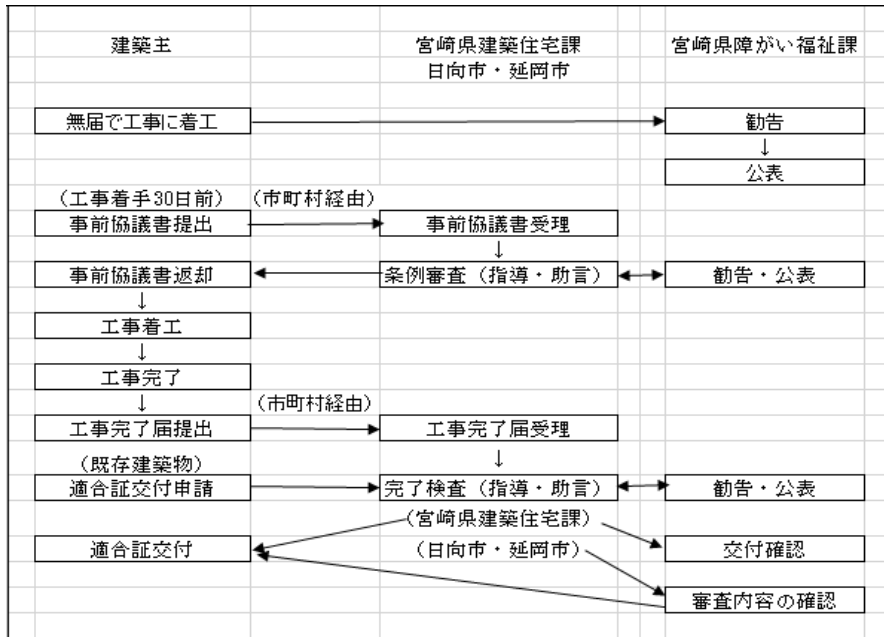 建築主 宮崎県建築住宅課 宮崎県障がい福祉課
日向市・延岡市
無届で工事に着工 勧告
↓
公表
(工事着手30日前) (市町村経由)
事前協議書提出 事前協議書受理
↓
事前協議書返却 条例審査(指導・助言) 勧告・公表
↓
工事着工
↓
工事完了
↓ (市町村経由)
工事完了届提出 工事完了届受理
(既存建築物) ↓
適合証交付申請 完了検査(指導・助言) 勧告・公表
(宮崎県建築住宅課)
適合証交付 (日向市・延岡市) 交付確認
審査内容の確認